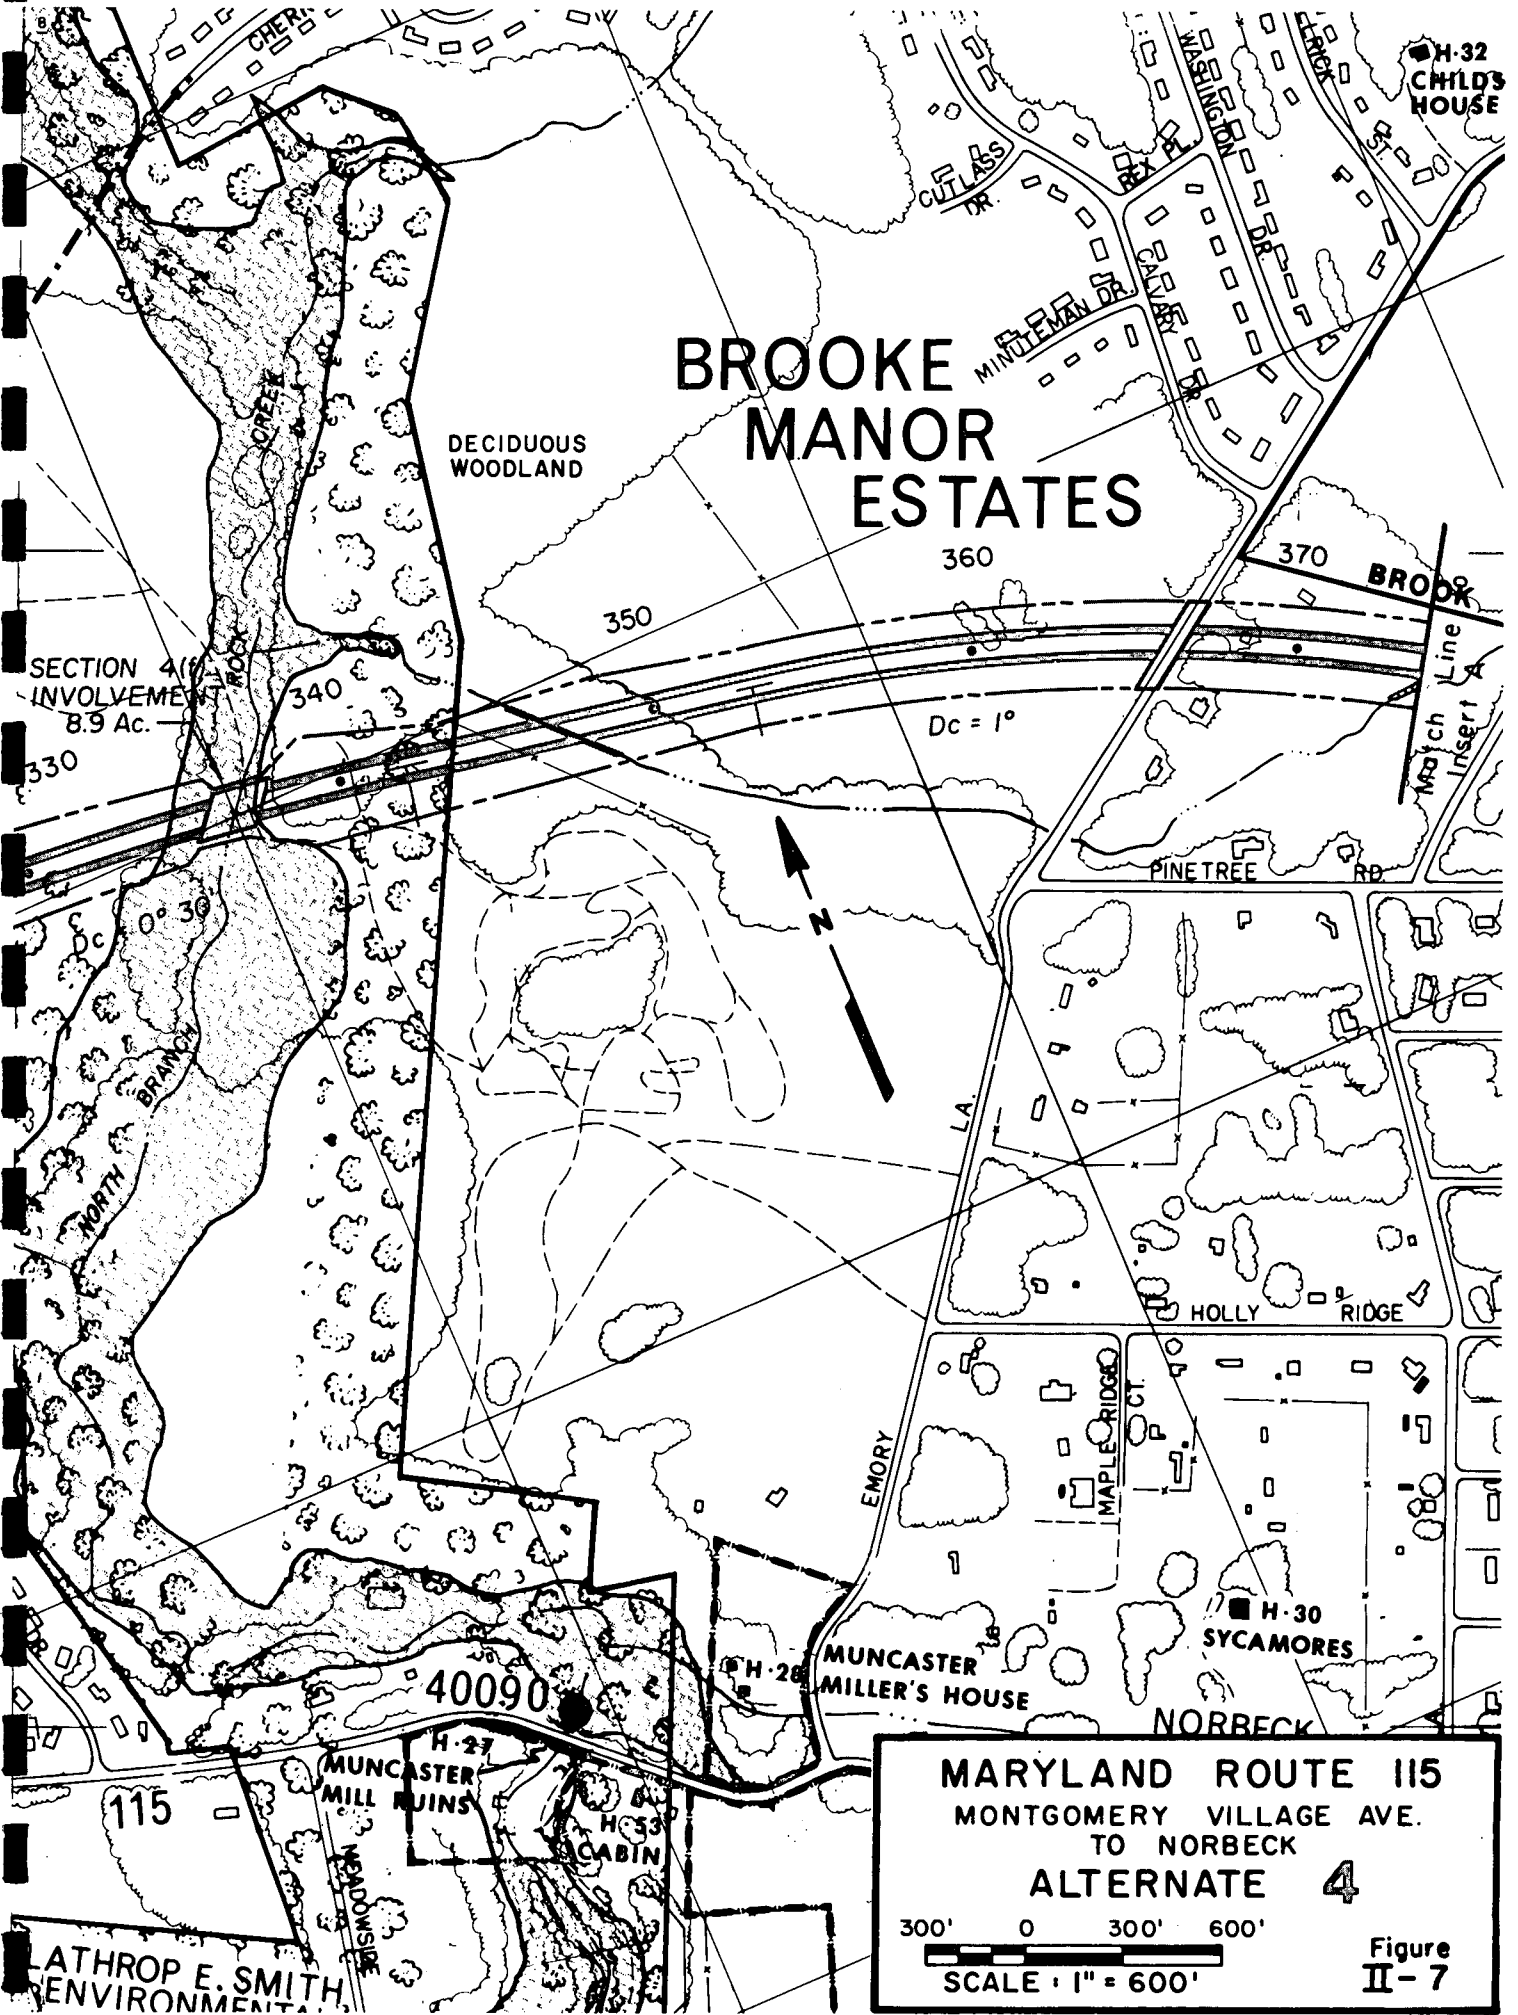 8
CHERR
WASHINGTON
DR.
LRICK
ST.
H-32
CHILDS
HOUSE
CUTLASS
DR.
REX PL.
MINUTEMAN DR.
CALVARY
DR.
BROOKE
MANOR
ESTATES
DECIDUOUS
WOODLAND
CREEK
ROCK
360
370
BROOK
350
340
330
SECTION 4(f)
INVOLVEMENT
8.9 Ac.
Dc = 1°
Match Line
Insert A
PINETREE RD
Dc 0° 30'
N
BRANCH
NORTH
LA.
EMORY
HOLLY RIDGE
MAPLE RIDGE
CT.
H-30
SYCAMORES
H-28
MUNCASTER
MILLER'S HOUSE
40090
NORBECK
H-27
MUNCASTER
MILL RUINS
H-53
CABIN
115
MEADOWSIDE
LATHROP E. SMITH
ENVIRONMENTAL
MARYLAND ROUTE 115
MONTGOMERY VILLAGE AVE.
TO NORBECK
ALTERNATE 4
300' 0 300' 600'
SCALE : 1" = 600'
Figure
II-7